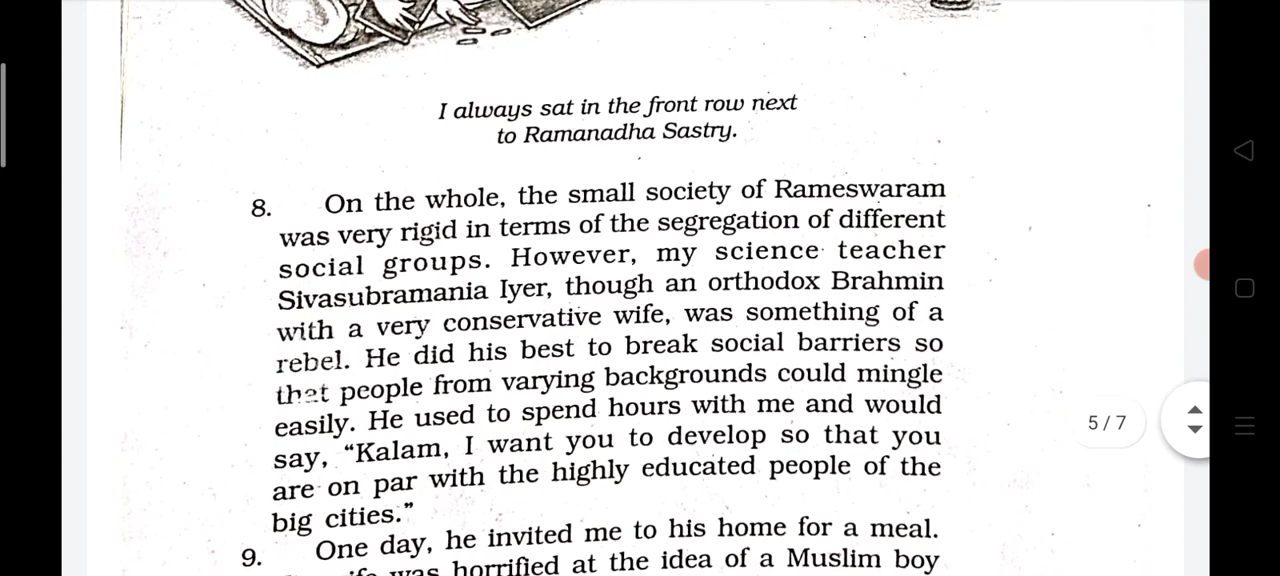 I always sat in the front row next
to Ramanadha Sastry.
8. On the whole, the small society of Rameswaram
was very rigid in terms of the segregation of different
social groups. However, my science teacher
Sivasubramania Iyer, though an orthodox Brahmin
with a very conservative wife, was something of a
rebel. He did his best to break social barriers so
that people from varying backgrounds could mingle
easily. He used to spend hours with me and would
say, “Kalam, I want you to develop so that you
are on par with the highly educated people of the
big cities.”
5 / 7
9. One day, he invited me to his home for a meal.
was horrified at the idea of a Muslim boy